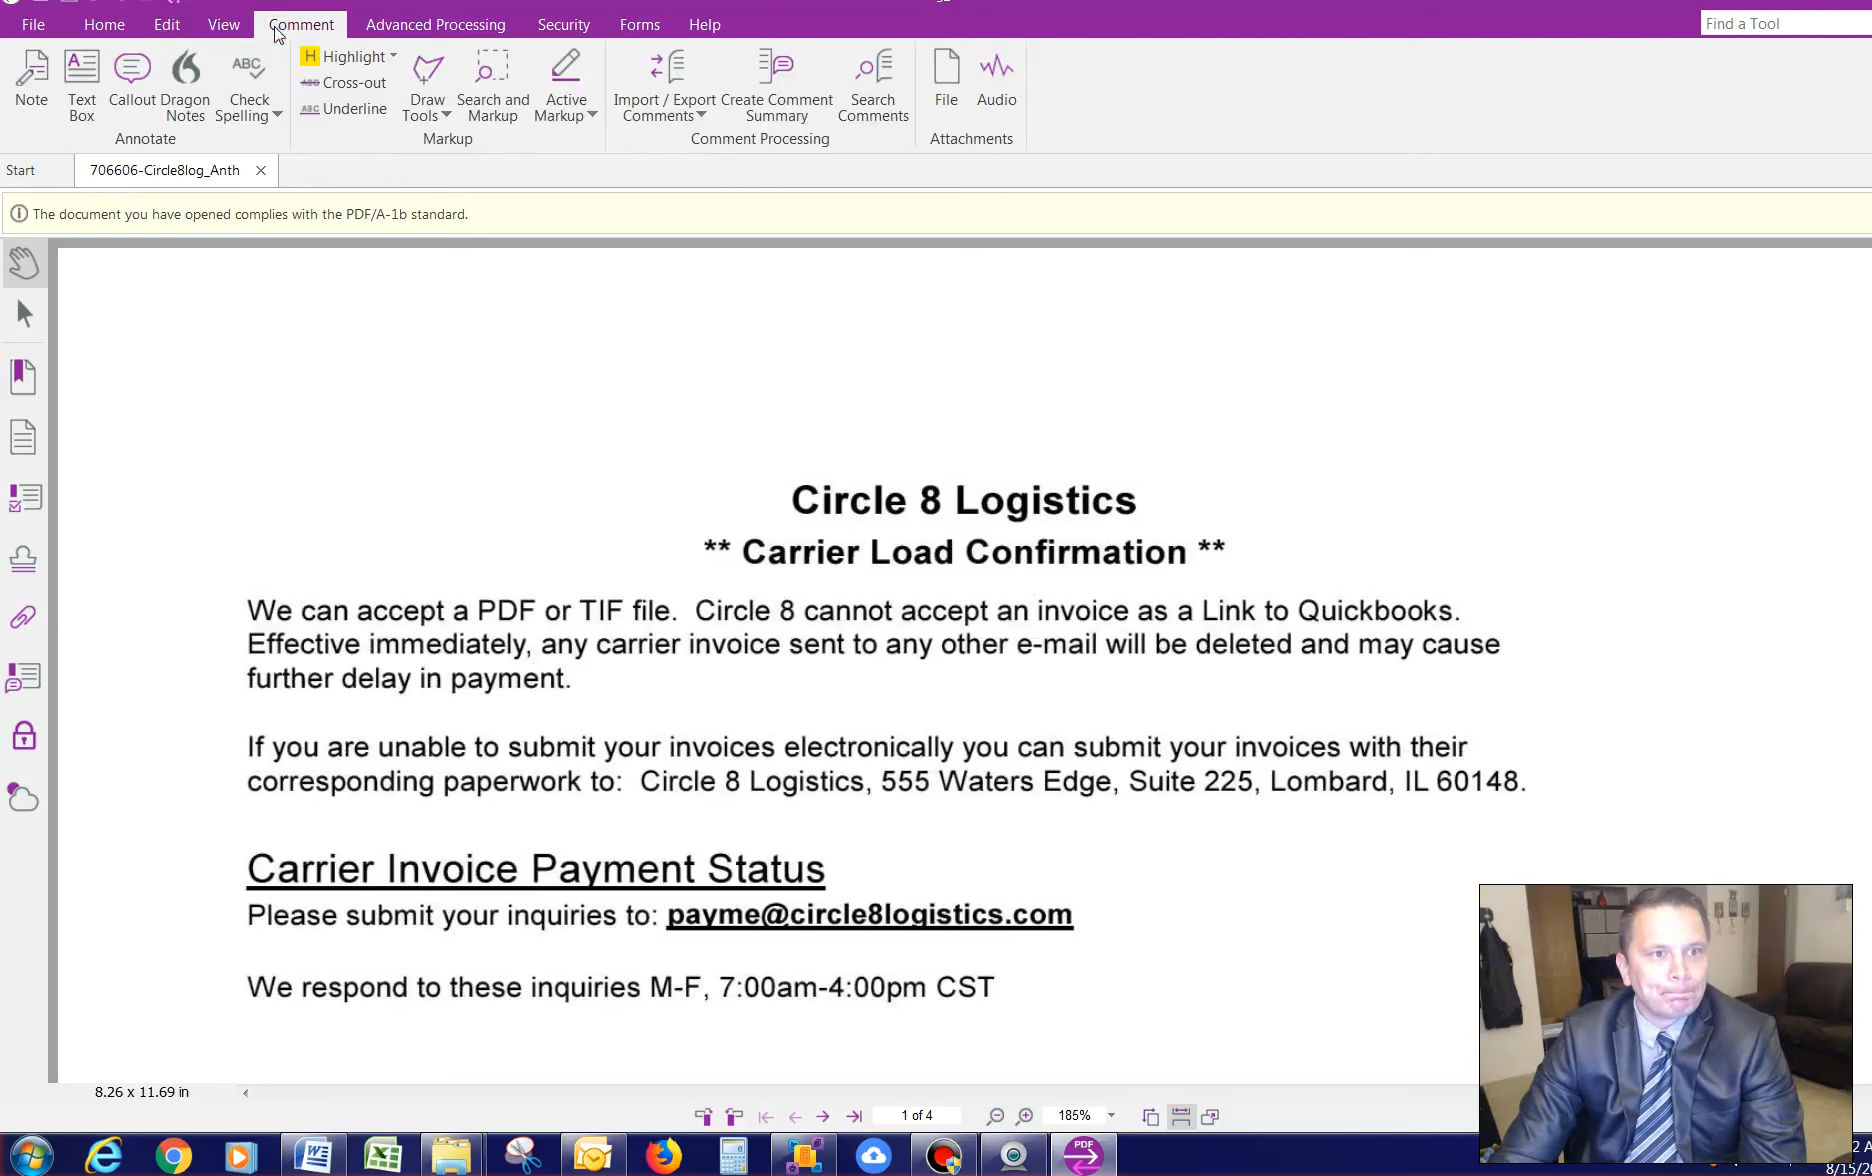 File Home Edit View Comment Advanced Processing Security Forms Help Find a Tool
Note Text Box Callout Dragon Notes Check Spelling
H Highlight
ABC Cross-out
ABC Underline
Draw Tools Search and Markup Active Markup
Import / Export Comments Create Comment Summary Search Comments
File Audio
Annotate Markup Comment Processing Attachments
Start 706606-Circle8log_Anth
The document you have opened complies with the PDF/A-1b standard.
Circle 8 Logistics
** Carrier Load Confirmation **
We can accept a PDF or TIF file. Circle 8 cannot accept an invoice as a Link to Quickbooks.
Effective immediately, any carrier invoice sent to any other e-mail will be deleted and may cause
further delay in payment.
If you are unable to submit your invoices electronically you can submit your invoices with their
corresponding paperwork to: Circle 8 Logistics, 555 Waters Edge, Suite 225, Lombard, IL 60148.
Carrier Invoice Payment Status
Please submit your inquiries to: payme@circle8logistics.com
We respond to these inquiries M-F, 7:00am-4:00pm CST
8.26 x 11.69 in
1 of 4 185%
PDF